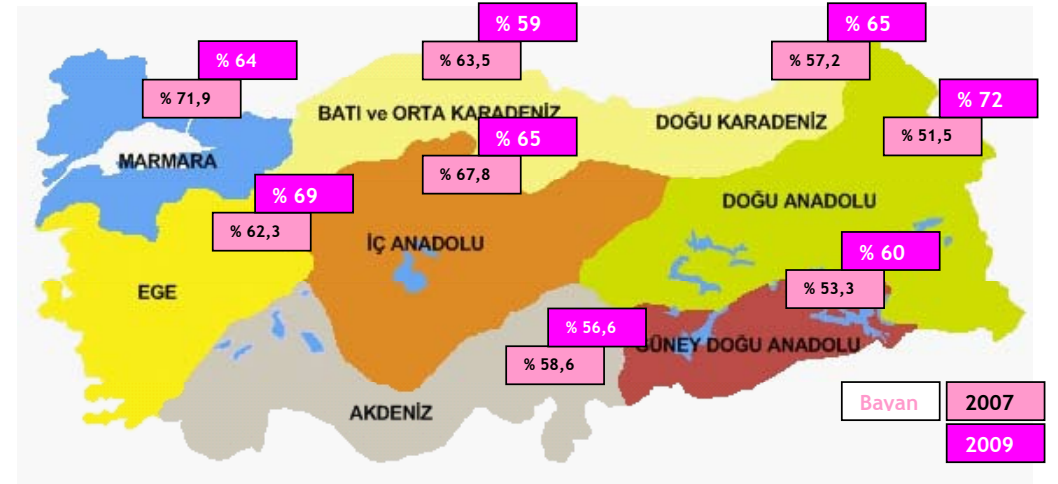 % 59
% 65
% 64
% 63,5
% 57,2
% 71,9
% 72
BATI ve ORTA KARADENİZ
DOĞU KARADENİZ
% 65
% 51,5
MARMARA
% 67,8
% 69
DOĞU ANADOLU
% 62,3
İÇ ANADOLU
% 60
EGE
% 53,3
% 56,6
GÜNEY DOĞU ANADOLU
% 58,6
AKDENİZ
Bayan
2007
2009